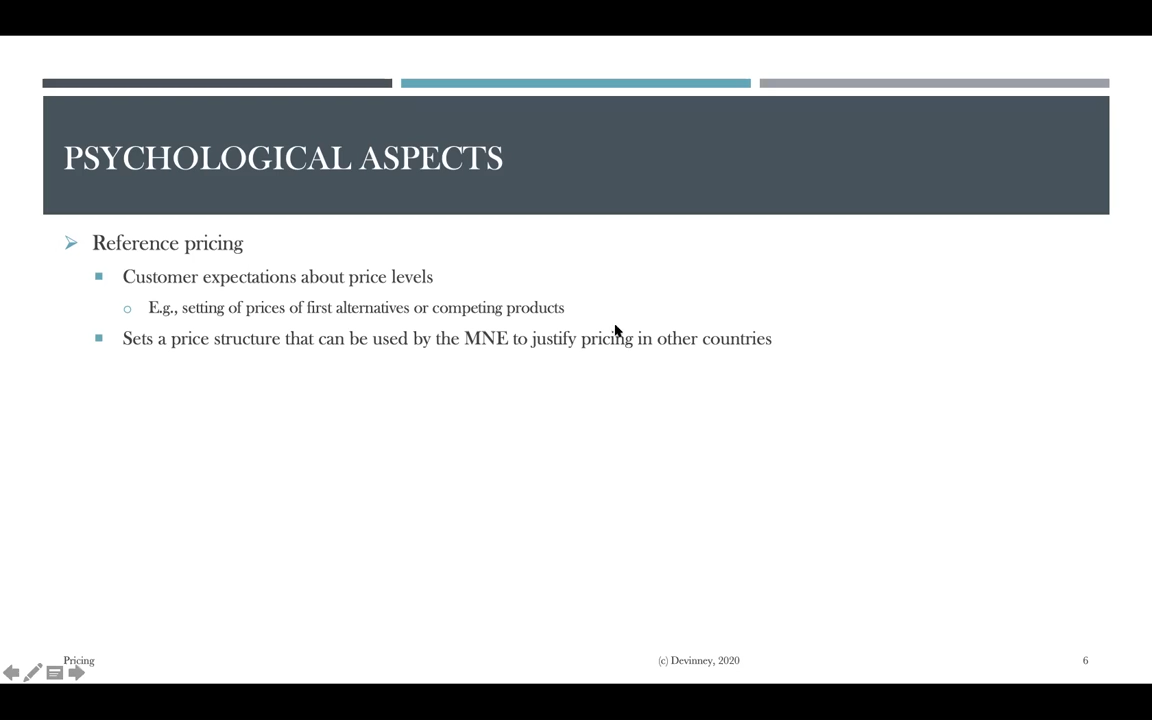 PSYCHOLOGICAL ASPECTS
Reference pricing
Customer expectations about price levels
E.g., setting of prices of first alternatives or competing products
Sets a price structure that can be used by the MNE to justify pricing in other countries
Pricing
(c) Devinney, 2020
6